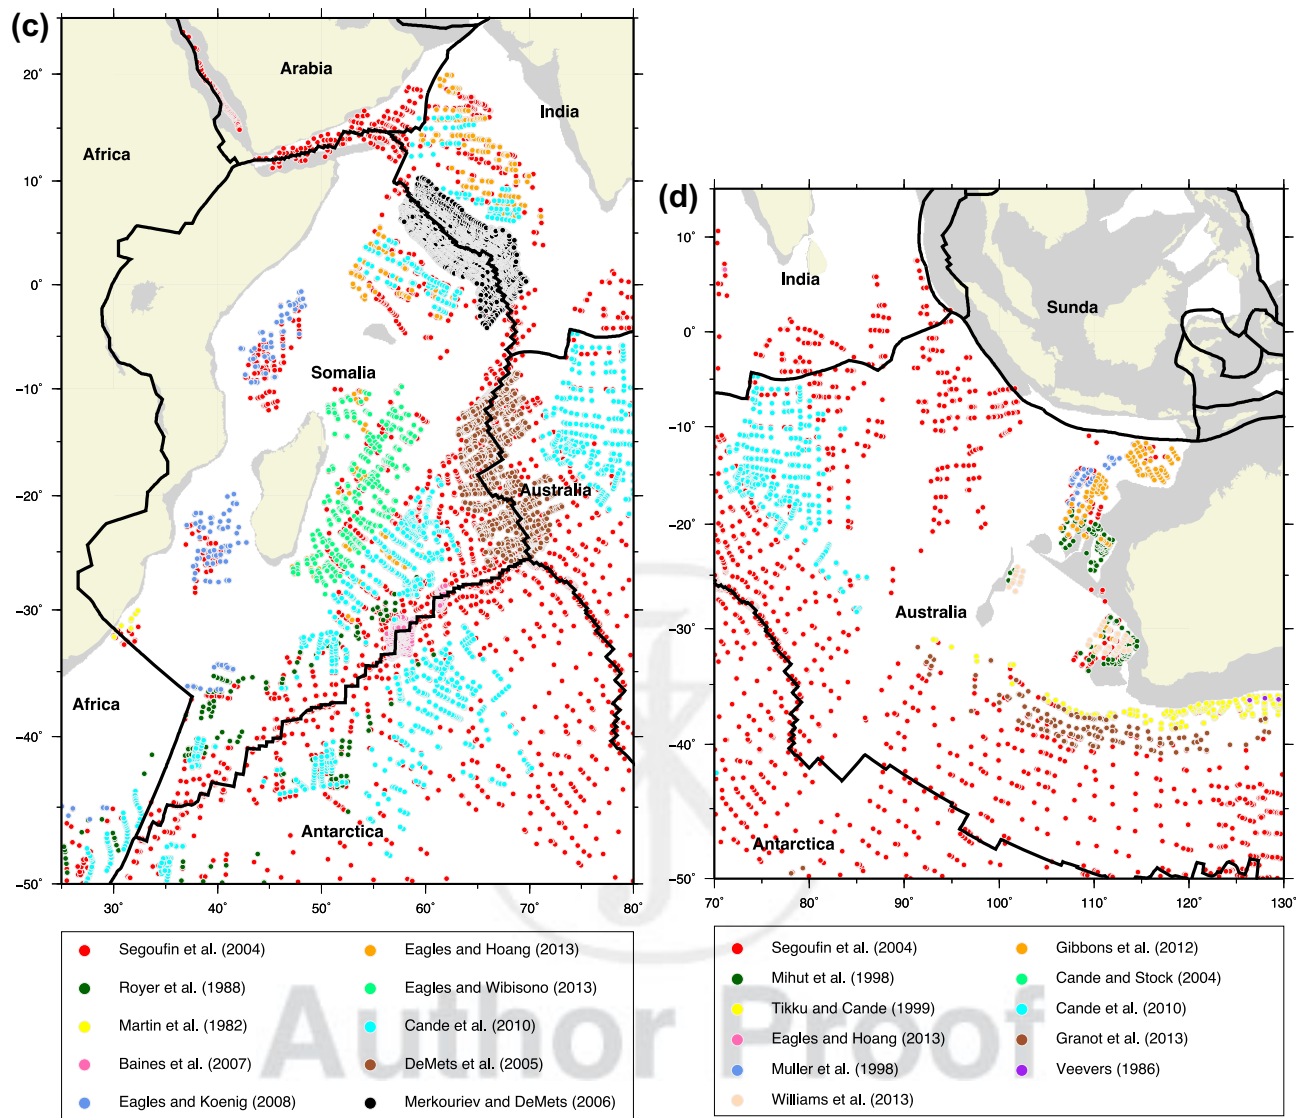 (c)
Arabia
India
Africa
Somalia
Australia
Africa
Antarctica
20°
10°
0°
−10°
−20°
−30°
−40°
−50°
30° 40° 50° 60° 70° 80°
Segoufin et al. (2004)
Royer et al. (1988)
Martin et al. (1982)
Baines et al. (2007)
Eagles and Koenig (2008)
Eagles and Hoang (2013)
Eagles and Wibisono (2013)
Cande et al. (2010)
DeMets et al. (2005)
Merkouriev and DeMets (2006)
(d)
India
Sunda
Australia
Antarctica
10°
0°
−10°
−20°
−30°
−40°
−50°
70° 80° 90° 100° 110° 120° 130°
Segoufin et al. (2004)
Mihut et al. (1998)
Tikku and Cande (1999)
Eagles and Hoang (2013)
Muller et al. (1998)
Williams et al. (2013)
Gibbons et al. (2012)
Cande and Stock (2004)
Cande et al. (2010)
Granot et al. (2013)
Veevers (1986)
Author Proof